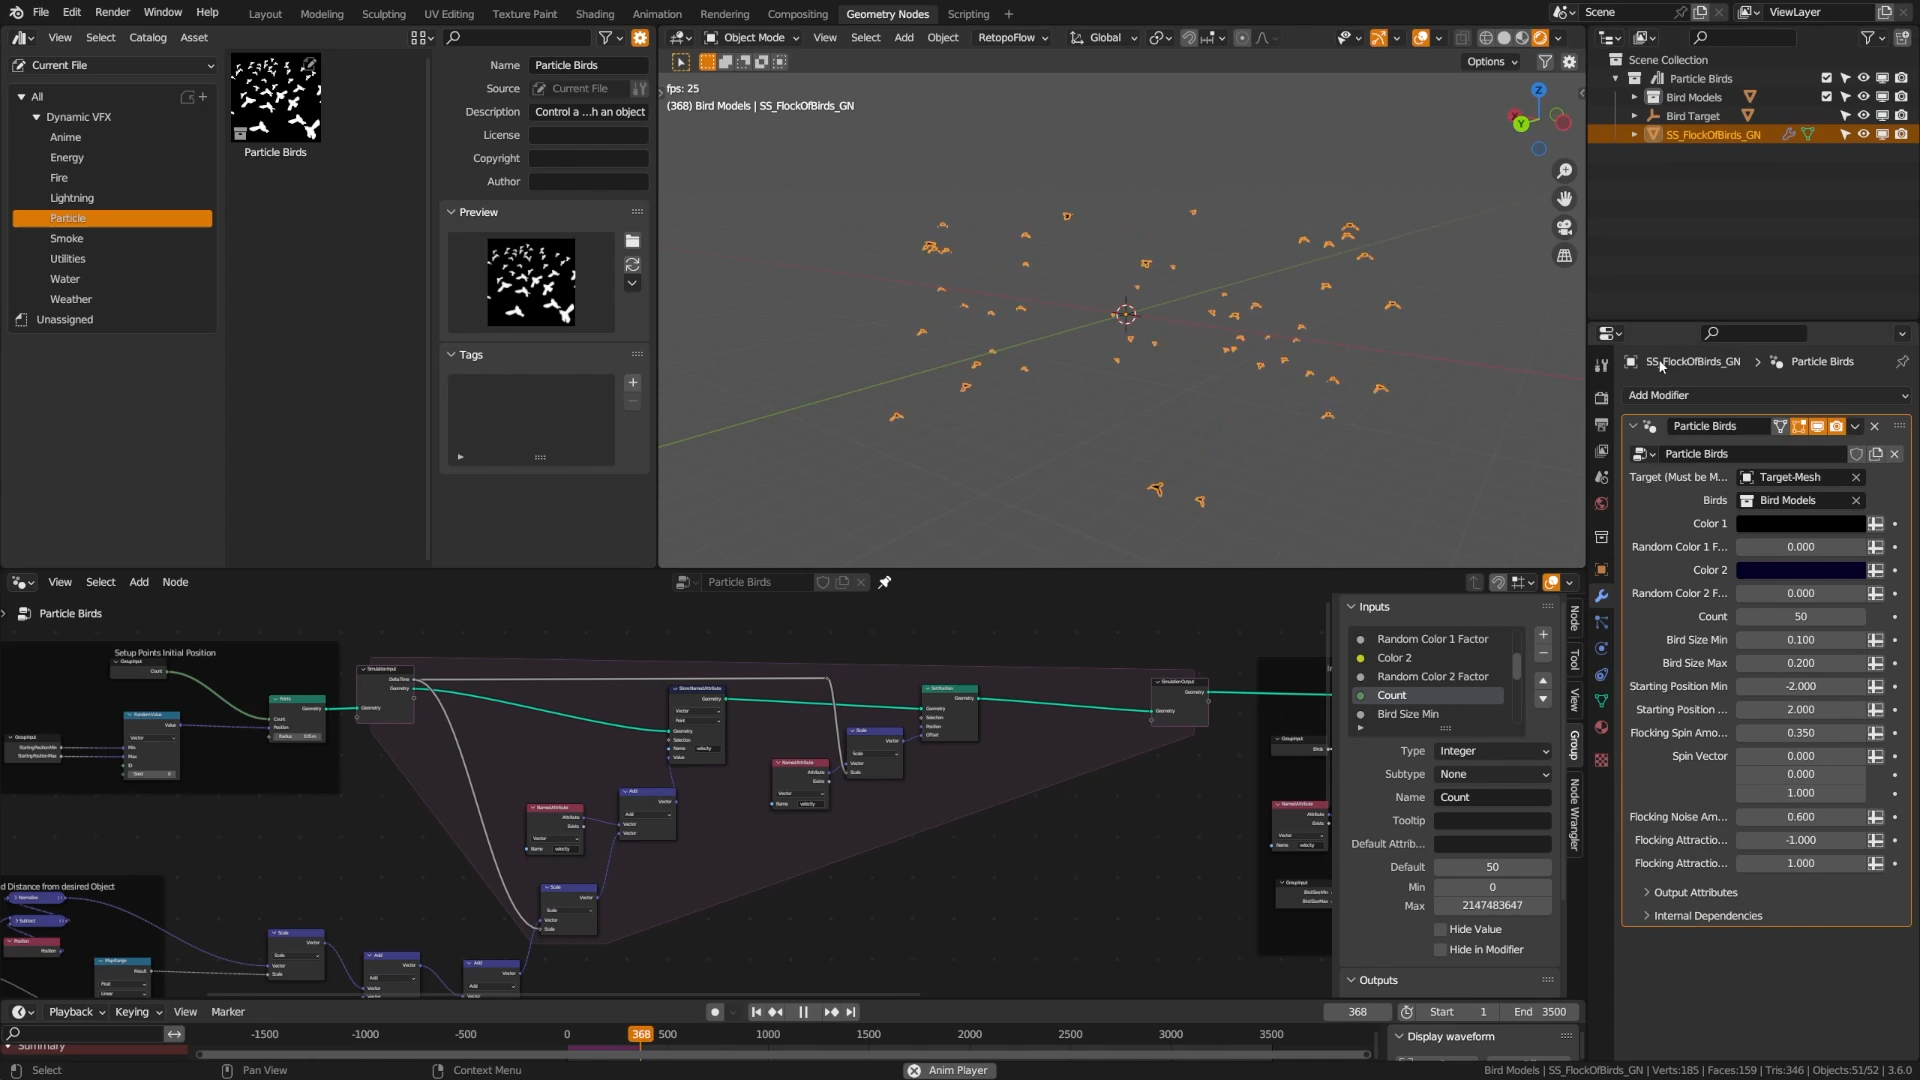 File Edit Render Window Help Layout Modeling Sculpting UV Editing Texture Paint Shading Animation Rendering Compositing Geometry Nodes Scripting + Scene ViewLayer
View Select Catalog Asset
Object Mode View Select Add Object RetopoFlow Global
Options
Current File
All
Dynamic VFX
Anime
Energy
Fire
Lightning
Particle
Smoke
Utilities
Water
Weather
Unassigned
Particle Birds
Name Particle Birds
Source Current File
Description Control a ...h an object
License
Copyright
Author
Preview
Tags
fps: 25
(368) Bird Models | SS_FlockOfBirds_GN
Z
Y
Scene Collection
Particle Birds
Bird Models
Bird Target
SS_FlockOfBirds_GN
SS_FlockOfBirds_GN > Particle Birds
Add Modifier
Particle Birds
Particle Birds
Target (Must be M... Target-Mesh
Birds Bird Models
Color 1
Random Color 1 F... 0.000
Color 2
Random Color 2 F... 0.000
Count 50
Bird Size Min 0.100
Bird Size Max 0.200
Starting Position Min -2.000
Starting Position ... 2.000
Flocking Spin Amo... 0.350
Spin Vector 0.000
0.000
1.000
Flocking Noise Am... 0.600
Flocking Attractio... -1.000
Flocking Attractio... 1.000
Output Attributes
Internal Dependencies
View Select Add Node Particle Birds
Particle Birds
Setup Points Initial Position
d Distance from desired Object
Inputs
Random Color 1 Factor
Color 2
Random Color 2 Factor
Count
Bird Size Min
Type Integer
Subtype None
Name Count
Tooltip
Default Attrib...
Default 50
Min 0
Max 2147483647
Hide Value
Hide in Modifier
Outputs
Node
Tool
View
Group
Node Wrangler
Playback Keying View Marker 368 Start 1 End 3500
-1500 -1000 -500 0 368 500 1000 1500 2000 2500 3000 3500
Summary
Display waveform
Select Pan View Context Menu Anim Player Bird Models | SS_FlockOfBirds_GN | Verts:185 | Faces:159 | Tris:346 | Objects:51/52 | 3.6.0